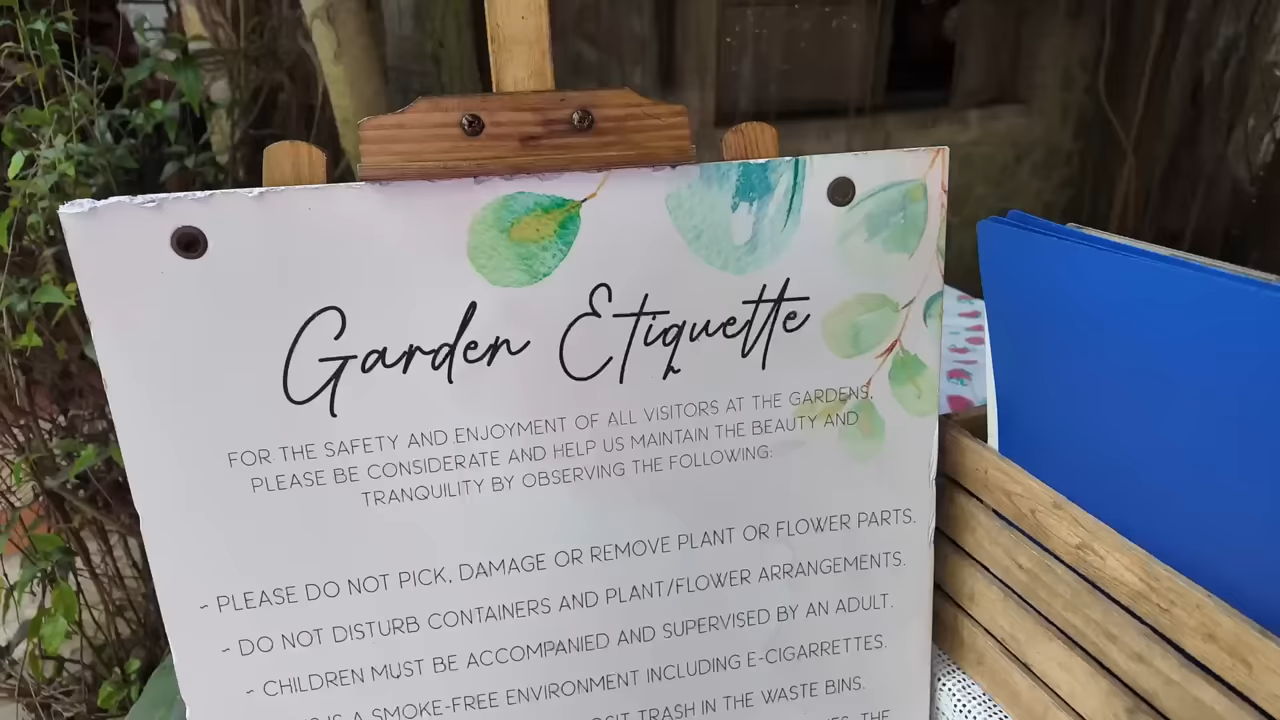 Garden Etiquette
FOR THE SAFETY AND ENJOYMENT OF ALL VISITORS AT THE GARDENS,
PLEASE BE CONSIDERATE AND HELP US MAINTAIN THE BEAUTY AND
TRANQUILITY BY OBSERVING THE FOLLOWING:
~ PLEASE DO NOT PICK, DAMAGE OR REMOVE PLANT OR FLOWER PARTS.
~ DO NOT DISTURB CONTAINERS AND PLANT/FLOWER ARRANGEMENTS.
~ CHILDREN MUST BE ACCOMPANIED AND SUPERVISED BY AN ADULT.
IS A SMOKE-FREE ENVIRONMENT INCLUDING E-CIGARRETTES.
TRASH IN THE WASTE BINS.
THE